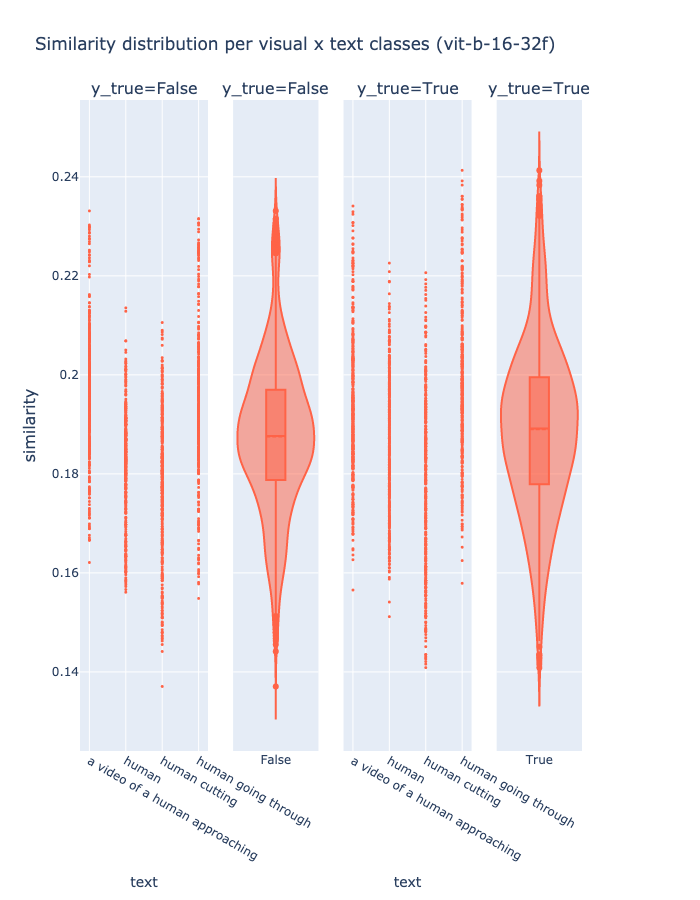 Similarity distribution per visual x text classes (vit-b-16-32f)
y_true=False
y_true=False
y_true=True
y_true=True
similarity
0.24
0.22
0.2
0.18
0.16
0.14
a video of a human approaching
human
human cutting
human going through
False
a video of a human approaching
human
human cutting
human going through
True
text
text